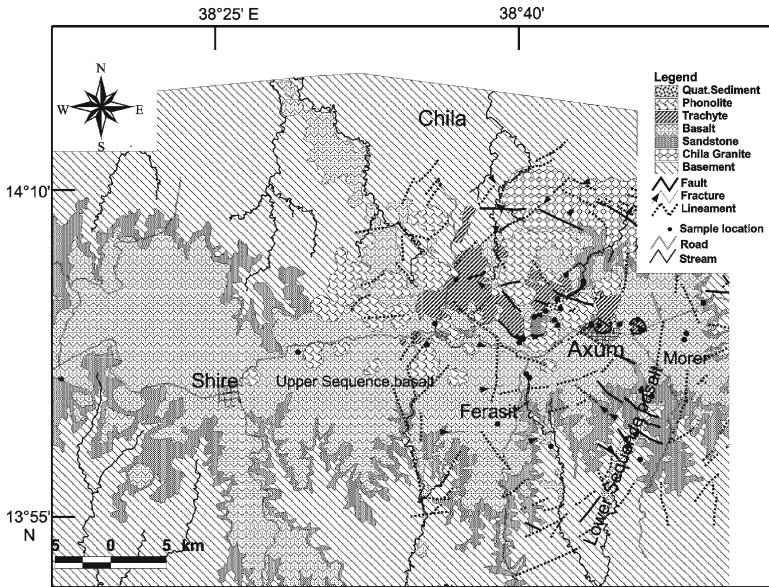 38°25' E
38°40'
N
W E
S
Chila
Legend
Quat.Sediment
Phonolite
Trachyte
Basalt
Sandstone
Chila Granite
Basement
Fault
Fracture
Lineament
Sample location
Road
Stream
14°10'
Axum
Morer
Shire
Upper Sequence basalt
Ferasit
Lower Sequence basalt
13°55'
N
5 0 5 km